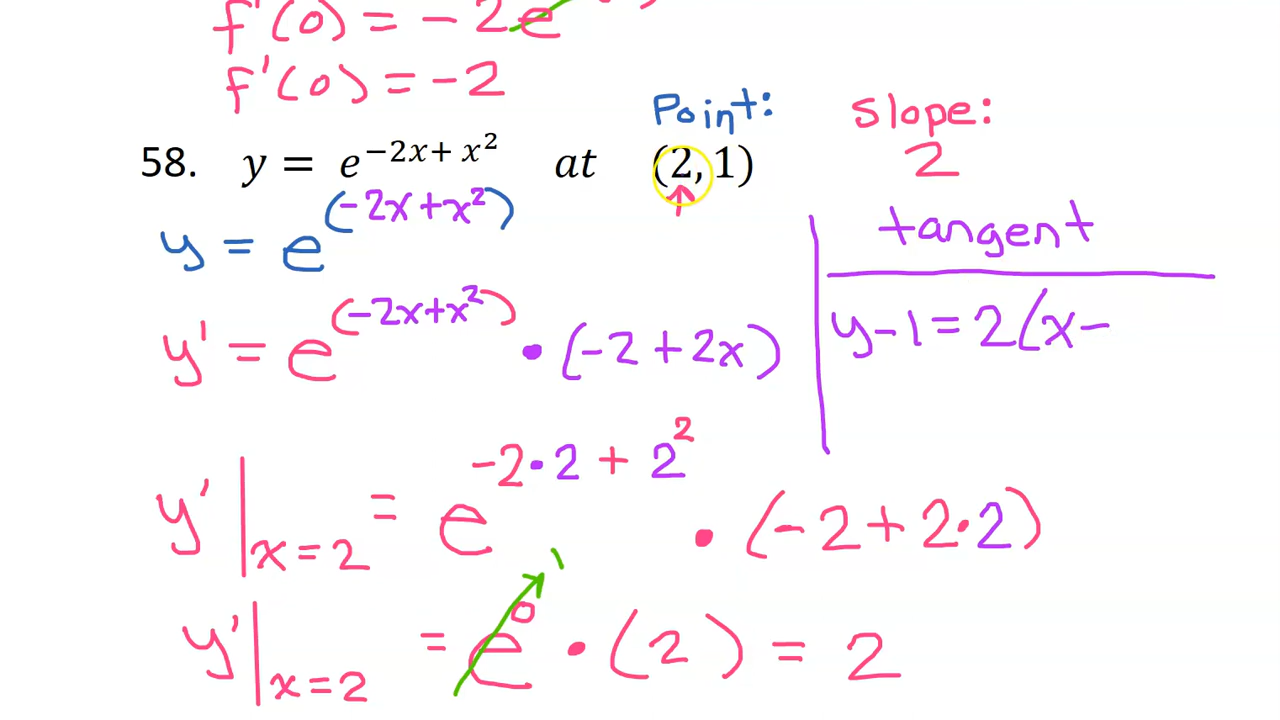 f'(0) = -2e
f'(0) = -2
Point: slope:
58. y = e^{-2x + x^2} at (2, 1) 2
y = e^{(-2x+x^2)}
tangent
y' = e^{(-2x+x^2)} • (-2 + 2x)
y-1=2(x-
y'|_{x=2} = e^{-2•2+2^2} • (-2+2•2)
1
y'|_{x=2} = e^0 • (2) = 2